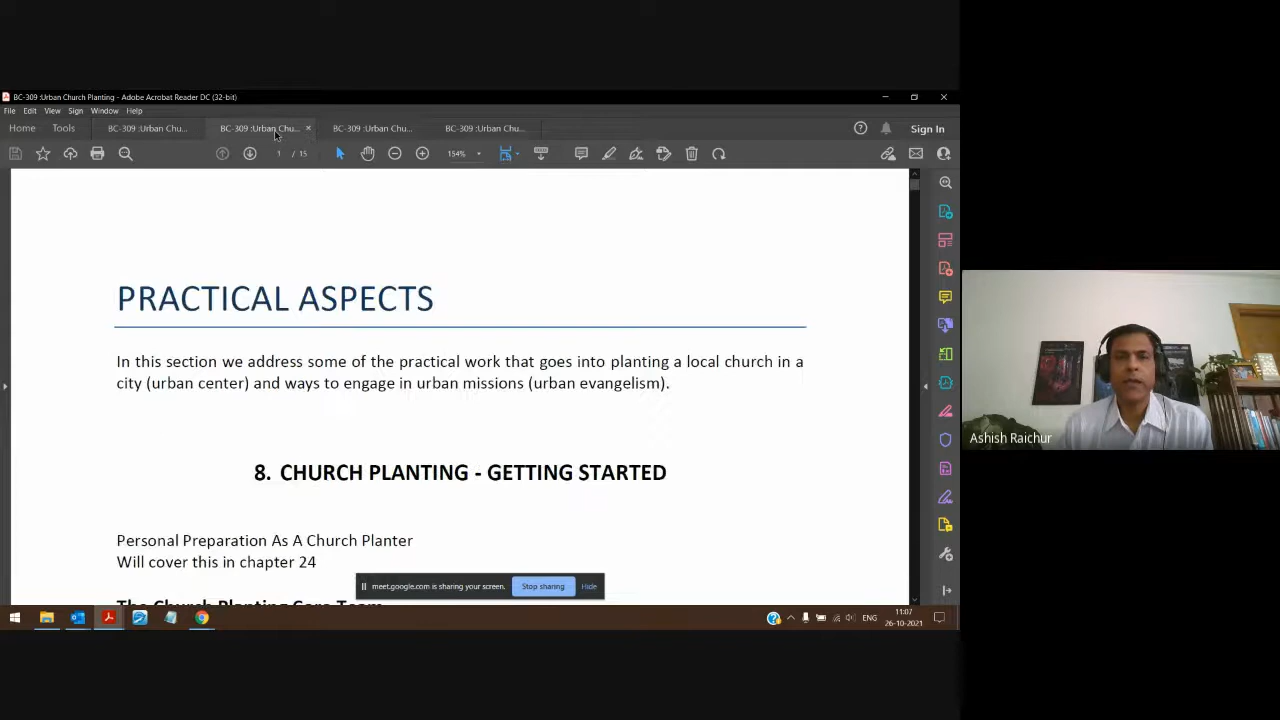 BC-309 :Urban Church Planting - Adobe Acrobat Reader DC (32-bit)
File Edit View Sign Window Help
Home Tools BC-309 :Urban Chu... BC-309 :Urban Chu... BC-309 :Urban Chu... BC-309 :Urban Chu... Sign In
1 / 15 154%
PRACTICAL ASPECTS
In this section we address some of the practical work that goes into planting a local church in a
city (urban center) and ways to engage in urban missions (urban evangelism).
8. CHURCH PLANTING - GETTING STARTED
Personal Preparation As A Church Planter
Will cover this in chapter 24
The Church Planting Core Team
meet.google.com is sharing your screen. Stop sharing Hide
Ashish Raichur
ENG 11:07
26-10-2021